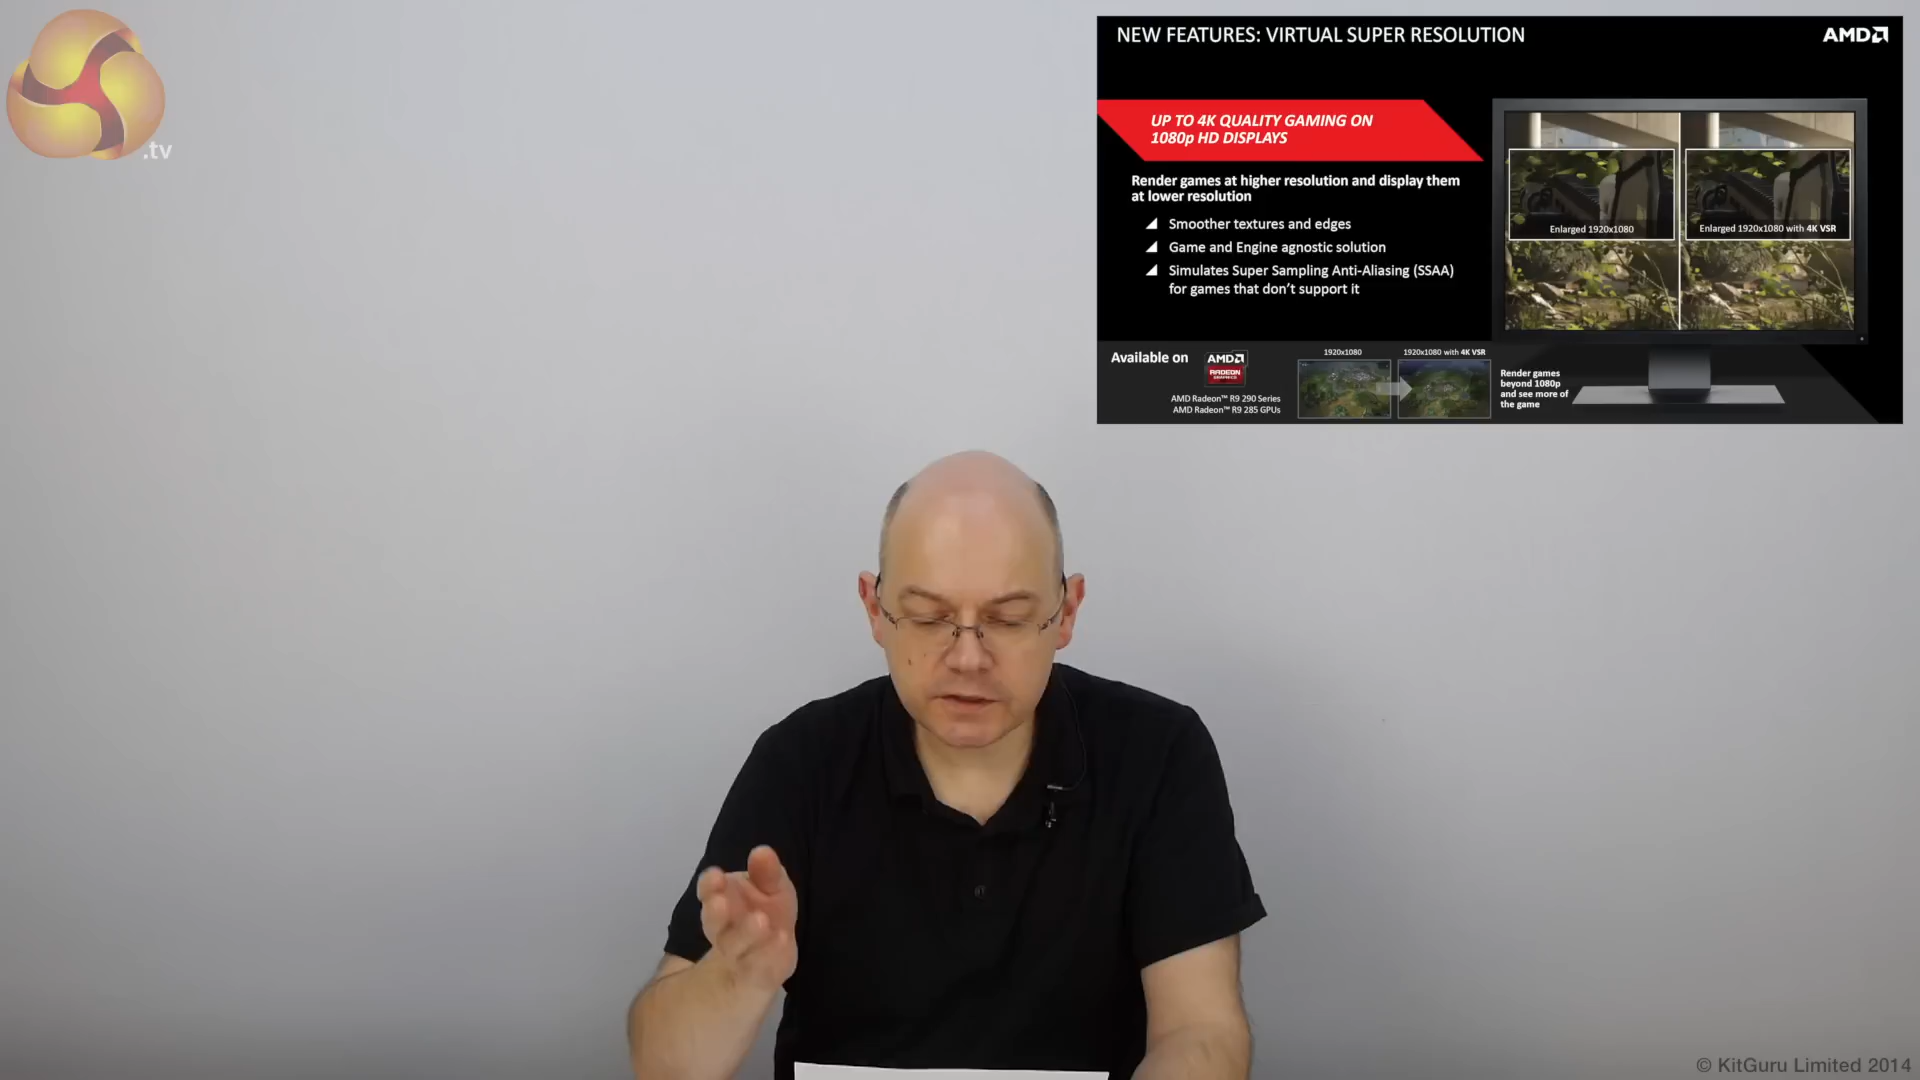 .tv
NEW FEATURES: VIRTUAL SUPER RESOLUTION
AMD
UP TO 4K QUALITY GAMING ON
1080p HD DISPLAYS
Render games at higher resolution and display them
at lower resolution
Smoother textures and edges
Game and Engine agnostic solution
Simulates Super Sampling Anti-Aliasing (SSAA)
for games that don't support it
Enlarged 1920x1080
Enlarged 1920x1080 with 4K VSR
Available on
AMD
RADEON
GRAPHICS
AMD Radeon™ R9 290 Series
AMD Radeon™ R9 285 GPUs
1920x1080
1920x1080 with 4K VSR
Render games
beyond 1080p
and see more of
the game
© KitGuru Limited 2014